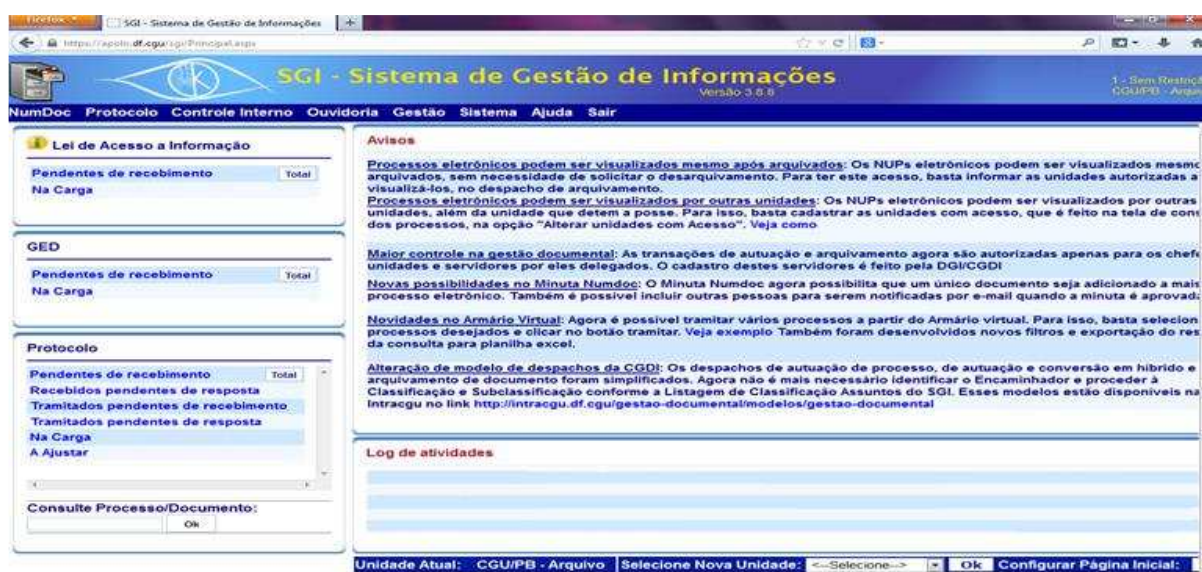 Firefox
SGI - Sistema de Gestão de Informações
https://apolo.df.cgu/sgi/Principal.aspx
SGI - Sistema de Gestão de Informações
Versão 3.8.8
1 - Sem Restriç
CGU/PB - Arqui
NumDoc Protocolo Controle Interno Ouvidoria Gestão Sistema Ajuda Sair
Lei de Acesso a Informação
Pendentes de recebimento Total
Na Carga
GED
Pendentes de recebimento Total
Na Carga
Protocolo
Pendentes de recebimento Total
Recebidos pendentes de resposta
Tramitados pendentes de recebimento
Tramitados pendentes de resposta
Na Carga
A Ajustar
Consulte Processo/Documento:
Ok
Avisos
Processos eletrônicos podem ser visualizados mesmo após arquivados: Os NUPs eletrônicos podem ser visualizados mesmo
arquivados, sem necessidade de solicitar o desarquivamento. Para ter este acesso, basta informar as unidades autorizadas a
visualizá-los, no despacho de arquivamento.
Processos eletrônicos podem ser visualizados por outras unidades: Os NUPs eletrônicos podem ser visualizados por outras
unidades, além da unidade que detem a posse. Para isso, basta cadastrar as unidades com acesso, que é feito na tela de con
dos processos, na opção "Alterar unidades com Acesso". Veja como
Maior controle na gestão documental: As transações de autuação e arquivamento agora são autorizadas apenas para os chefe
unidades e servidores por eles delegados. O cadastro destes servidores é feito pela DGI/CGDI
Novas possibilidades no Minuta Numdoc: O Minuta Numdoc agora possibilita que um único documento seja adicionado a mais
processo eletrônico. Também é possível incluir outras pessoas para serem notificadas por e-mail quando a minuta é aprovada
Novidades no Armário Virtual: Agora é possível tramitar vários processos a partir do Armário virtual. Para isso, basta selecion
processos desejados e clicar no botão tramitar. Veja exemplo Também foram desenvolvidos novos filtros e exportação do res
da consulta para planilha excel.
Alteração de modelo de despachos da CGDI: Os despachos de autuação de processo, de autuação e conversão em híbrido e
arquivamento de documento foram simplificados. Agora não é mais necessário identificar o Encaminhador e proceder à
Classificação e Subclassificação conforme a Listagem de Classificação Assuntos do SGI. Esses modelos estão disponíveis na
Intracgu no link http://intracgu.df.cgu/gestao-documental/modelos/gestao-documental
Log de atividades
Unidade Atual: CGU/PB - Arquivo Selecione Nova Unidade: <--Selecione--> Ok Configurar Página Inicial: